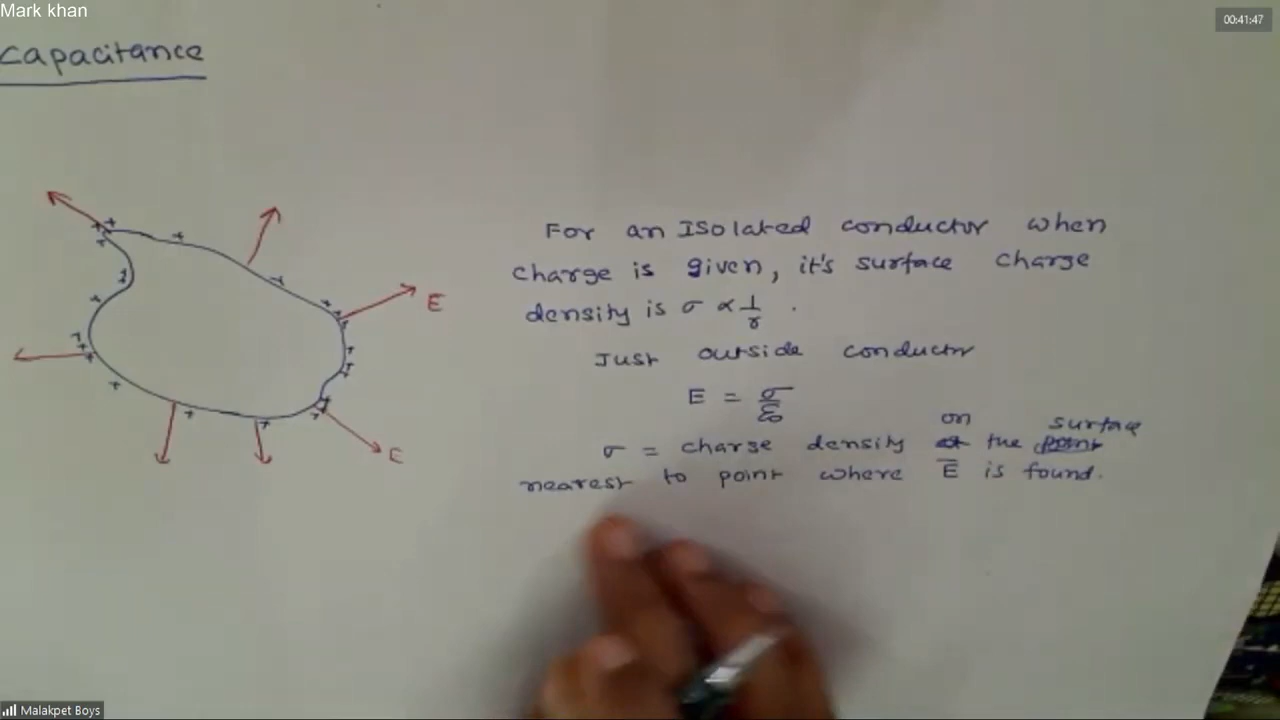 Mark khan
00:41:47
Capacitance
For an Isolated conductor when
charge is given, it's surface charge
density is σ ∝ 1/r .
Just outside conductor
E = σ/ε0
on surface
σ = charge density at the point
nearest to point where E̅ is found.
E
E
Malakpet Boys